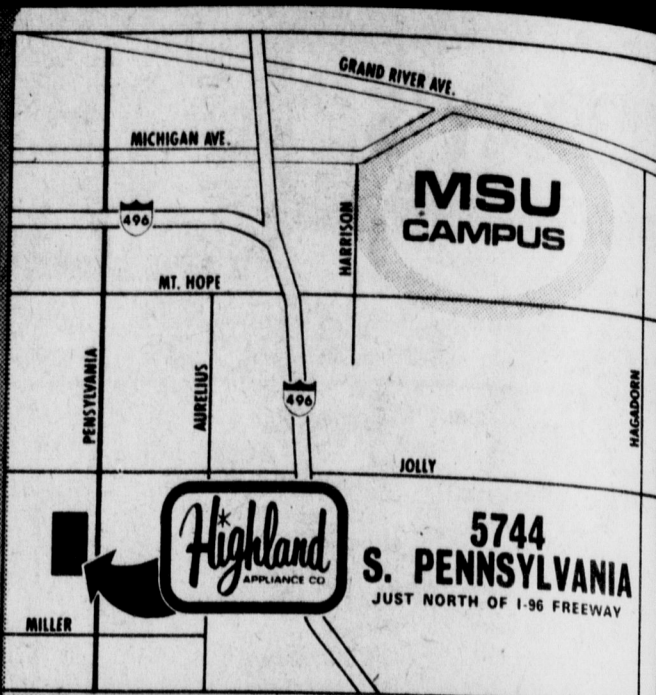 GRAND RIVER AVE.
MICHIGAN AVE.
MSU
CAMPUS
496
HARRISON
MT. HOPE
PENSYLVANIA
AURELIUS
496
HAGADORN
JOLLY
Highland
APPLIANCE CO
5744
S. PENNSYLVANIA
JUST NORTH OF I-96 FREEWAY
MILLER